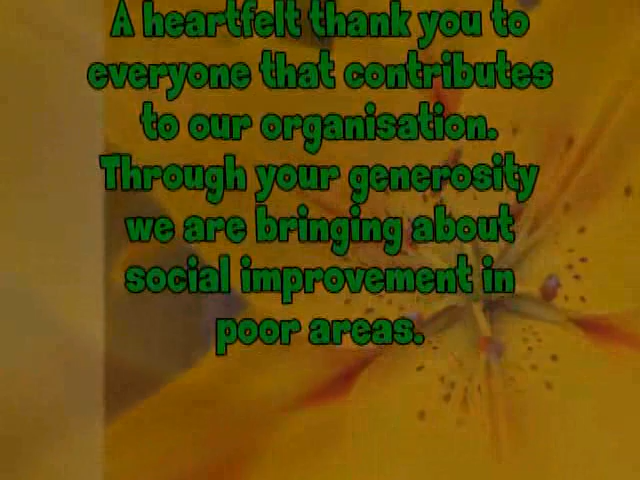 A heartfelt thank you to
everyone that contributes
to our organisation.
Through your generosity
we are bringing about
social improvement in
poor areas.